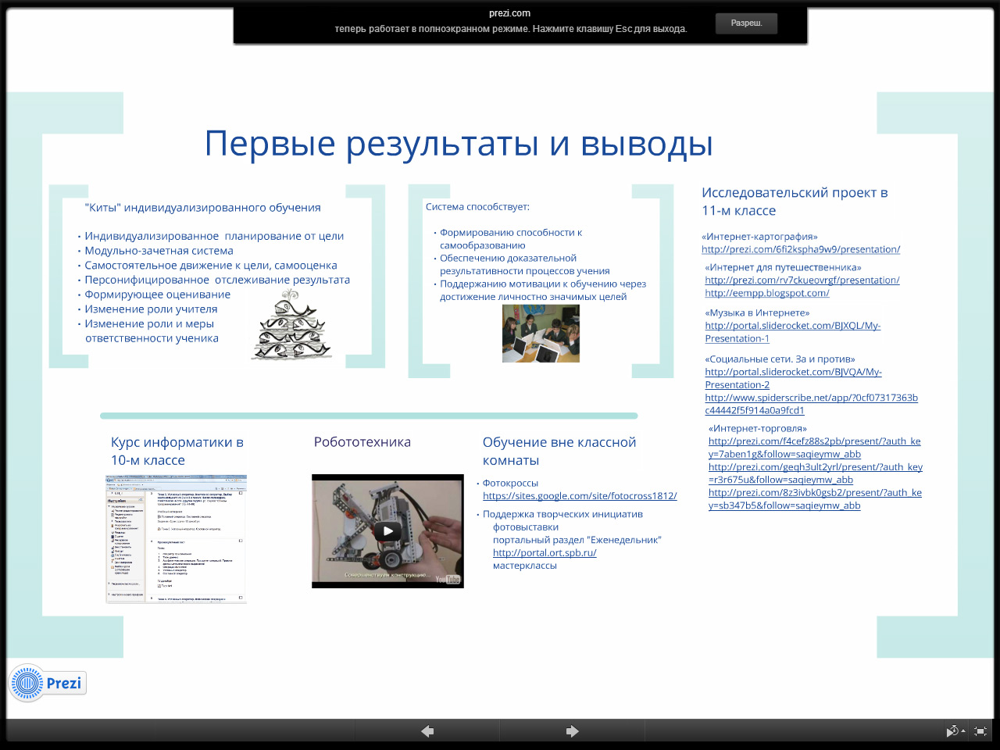 prezi.com
теперь работает в полноэкранном режиме. Нажмите клавишу Esc для выхода.
Разреш.
Первые результаты и выводы
"Киты" индивидуализированного обучения
• Индивидуализированное планирование от цели
• Модульно-зачетная система
• Самостоятельное движение к цели, самооценка
• Персонифицированное отслеживание результата
• Формирующее оценивание
• Изменение роли учителя
• Изменение роли и меры
ответственности ученика
Система способствует:
• Формированию способности к
самообразованию
• Обеспечению доказательной
результативности процессов учения
• Поддержанию мотивации к обучению через
достижение личностно значимых целей
Исследовательский проект в
11-м классе
«Интернет-картография»
http://prezi.com/6fi2kspha9w9/presentation/
«Интернет для путешественника»
http://prezi.com/rv7ckueovrgf/presentation/
http://eempp.blogspot.com/
«Музыка в Интернете»
http://portal.sliderocket.com/BJXQL/My-
Presentation-1
«Социальные сети. За и против»
http://portal.sliderocket.com/BJVQA/My-
Presentation-2
http://www.spiderscribe.net/app/?0cf07317363b
c44442f5f914a0a9fcd1
«Интернет-торговля»
http://prezi.com/f4cefz88s2pb/present/?auth_ke
y=7aben1g&follow=saqieymw_abb
http://prezi.com/geqh3ult2yrl/present/?auth_key
=r3r675u&follow=saqieymw_abb
http://prezi.com/8z3ivbk0gsb2/present/?auth_ke
y=sb347b5&follow=saqieymw_abb
Курс информатики в
10-м классе
Робототехника
Совершенствуем конструкцию...
YouTube
Обучение вне классной
комнаты
• Фотокроссы
https://sites.google.com/site/fotocross1812/
• Поддержка творческих инициатив
фотовыставки
портальный раздел "Еженедельник"
http://portal.ort.spb.ru/
мастерклассы
Prezi